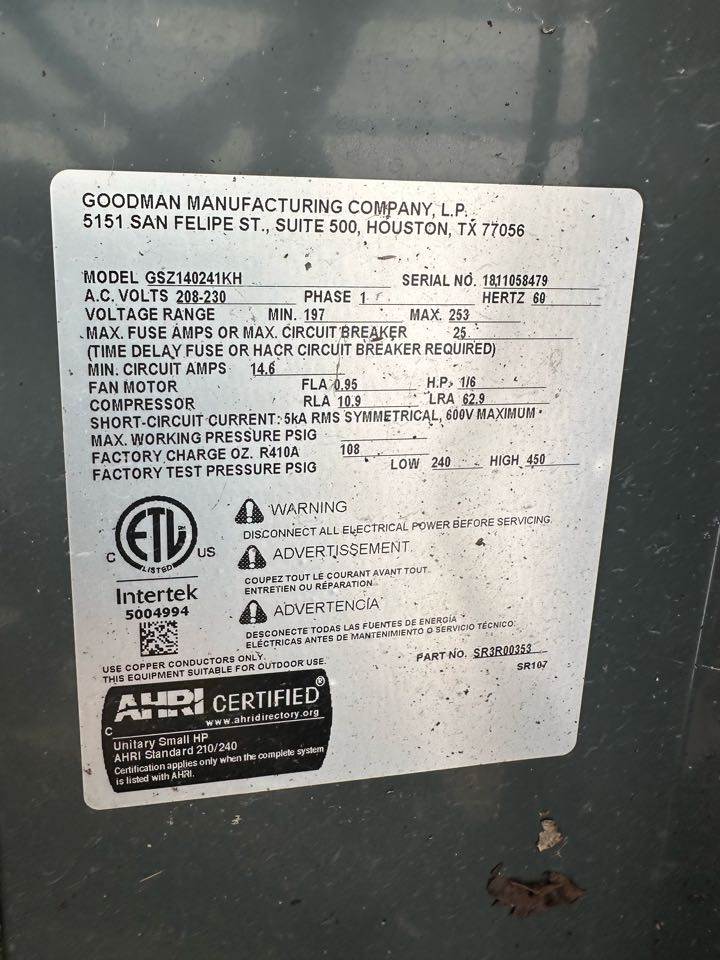 GOODMAN MANUFACTURING COMPANY, L.P.
5151 SAN FELIPE ST., SUITE 500, HOUSTON, TX 77056
MODEL GSZ140241KH SERIAL NO. 1811058479
A.C. VOLTS 208-230 PHASE 1 HERTZ 60
VOLTAGE RANGE MIN. 197 MAX. 253
MAX. FUSE AMPS OR MAX. CIRCUIT BREAKER 25
(TIME DELAY FUSE OR HACR CIRCUIT BREAKER REQUIRED)
MIN. CIRCUIT AMPS 14.6
FAN MOTOR FLA 0.95 H.P. 1/6
COMPRESSOR RLA 10.9 LRA 62.9
SHORT-CIRCUIT CURRENT: 5kA RMS SYMMETRICAL, 600V MAXIMUM
MAX. WORKING PRESSURE PSIG
FACTORY CHARGE OZ. R410A 108
FACTORY TEST PRESSURE PSIG LOW 240 HIGH 450
ETL
LISTED
C US
Intertek
5004994
WARNING
DISCONNECT ALL ELECTRICAL POWER BEFORE SERVICING
ADVERTISSEMENT
COUPEZ TOUT LE COURANT AVANT TOUT
ENTRETIEN OU RÉPARATION
ADVERTENCIA
DESCONECTE TODAS LAS FUENTES DE ENERGÍA
ELÉCTRICAS ANTES DE MANTENIMIENTO O SERVICIO TÉCNICO.
PART NO. SR3R00353
SR107
USE COPPER CONDUCTORS ONLY.
THIS EQUIPMENT SUITABLE FOR OUTDOOR USE.
AHRI CERTIFIED®
www.ahridirectory.org
C
Unitary Small HP
AHRI Standard 210/240
Certification applies only when the complete system
is listed with AHRI.